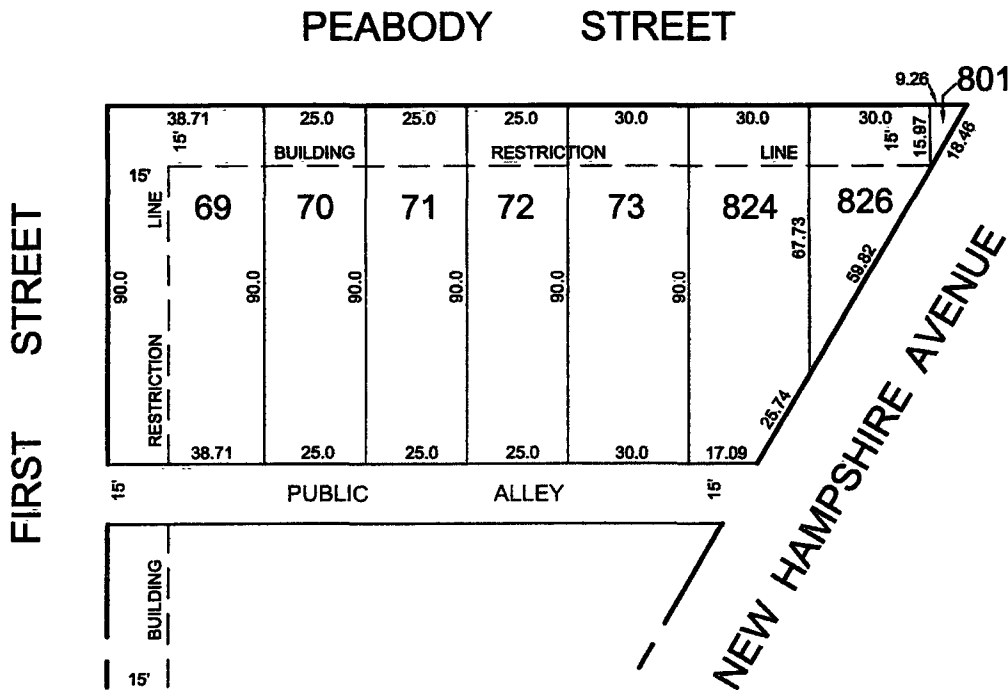 PEABODY STREET
9.26 801
38.71 25.0 25.0 25.0 30.0 30.0 30.0
15' 15' 15.97 18.46
BUILDING RESTRICTION LINE
15'
LINE 69 70 71 72 73 824 826
67.73
90.0 90.0 90.0 90.0 90.0 90.0
59.82
RESTRICTION
25.74
38.71 25.0 25.0 25.0 30.0 17.09
15' PUBLIC ALLEY 15'
BUILDING
15'
FIRST STREET
NEW HAMPSHIRE AVENUE